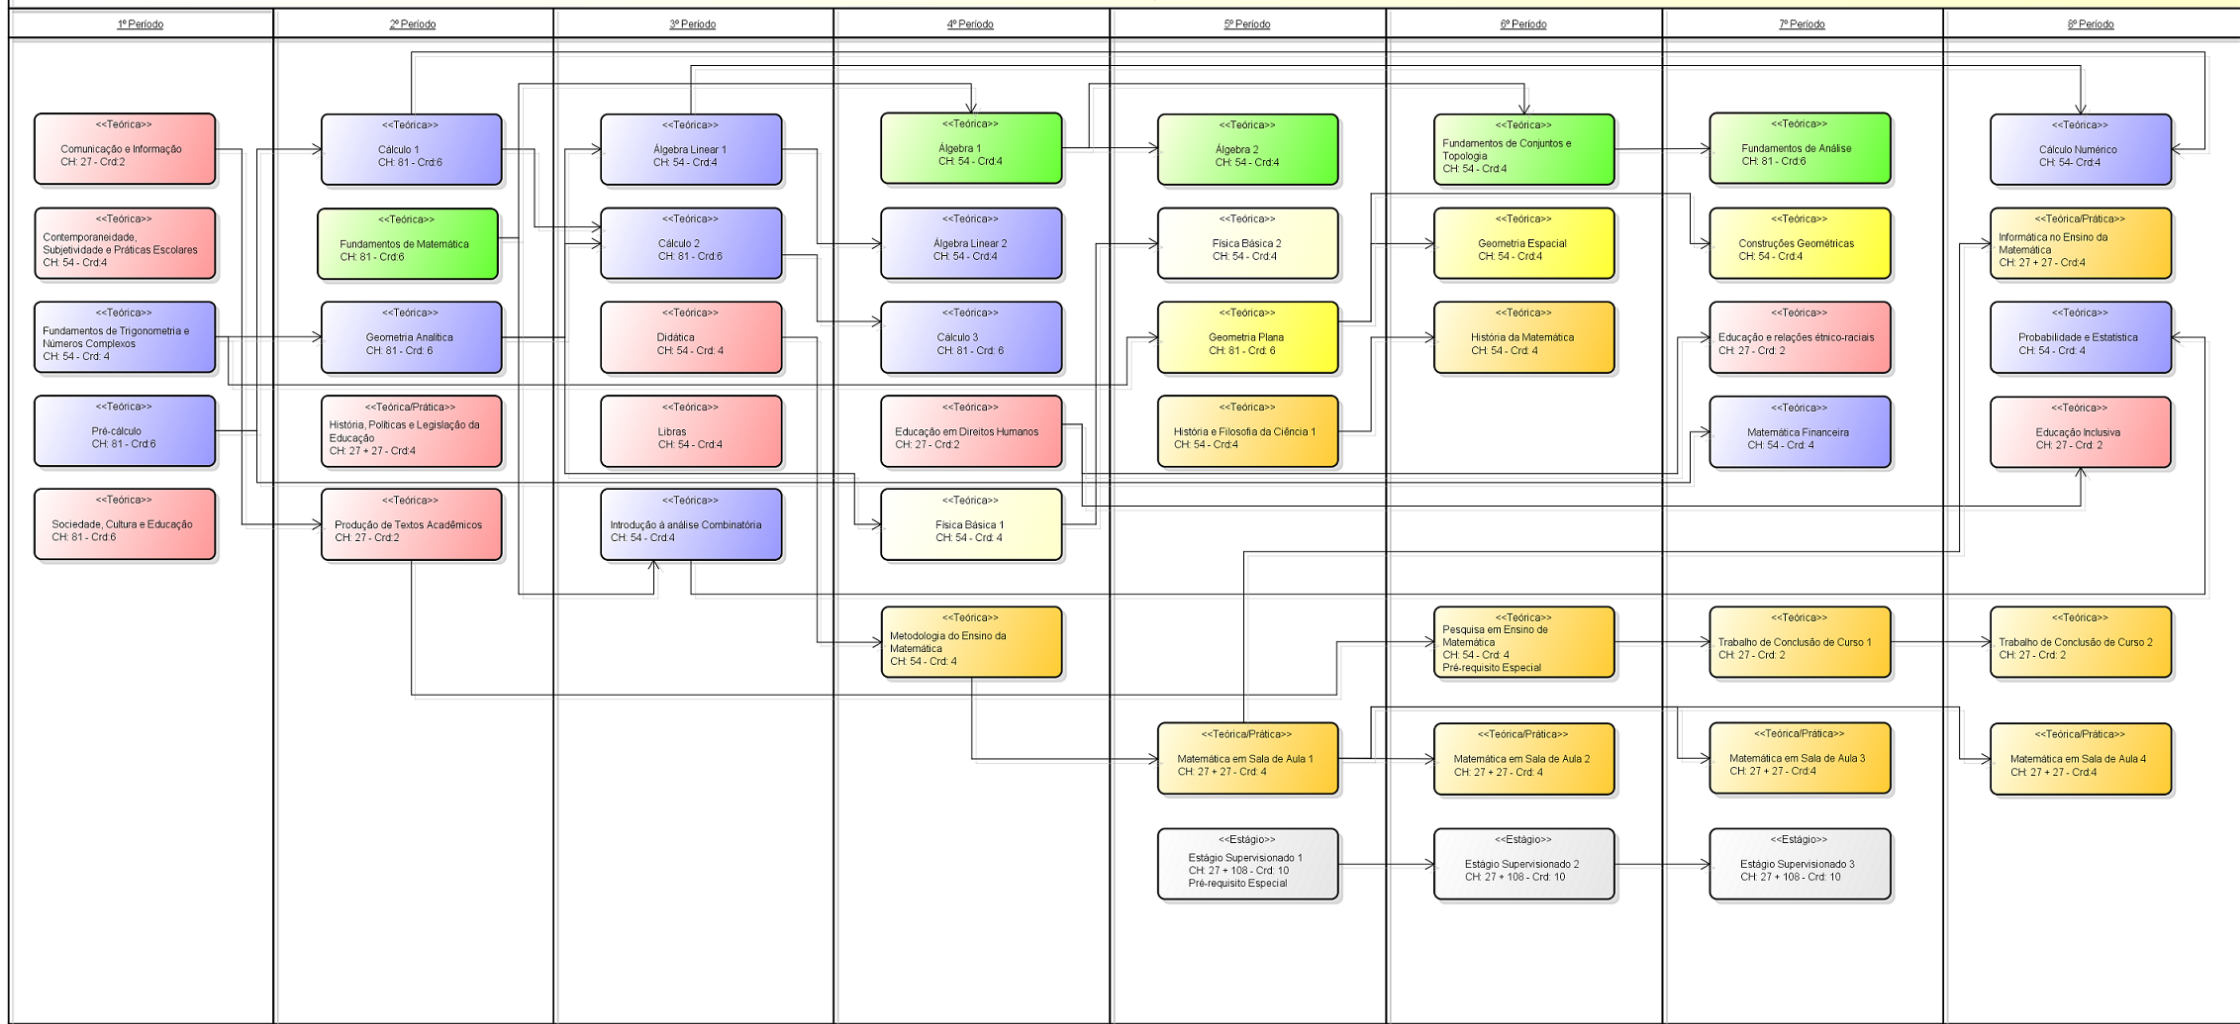 1º Período
2º Período
3º Período
4º Período
5º Período
6º Período
7º Período
8º Período
<<Teórica>>
Comunicação e Informação
CH: 27 - Crd:2
<<Teórica>>
Contemporaneidade,
Subjetividade e Práticas Escolares
CH: 54 - Crd:4
<<Teórica>>
Fundamentos de Trigonometria e
Números Complexos
CH: 54 - Crd: 4
<<Teórica>>
Pré-cálculo
CH: 81 - Crd:6
<<Teórica>>
Sociedade, Cultura e Educação
CH: 81 - Crd:6
<<Teórica>>
Cálculo 1
CH: 81 - Crd:6
<<Teórica>>
Fundamentos de Matemática
CH: 81 - Crd:6
<<Teórica>>
Geometria Analítica
CH: 81 - Crd: 6
<<Teórica/Prática>>
História, Políticas e Legislação da
Educação
CH: 27 + 27 - Crd:4
<<Teórica>>
Produção de Textos Acadêmicos
CH: 27 - Crd:2
<<Teórica>>
Álgebra Linear 1
CH: 54 - Crd:4
<<Teórica>>
Cálculo 2
CH: 81 - Crd:6
<<Teórica>>
Didática
CH: 54 - Crd: 4
<<Teórica>>
Libras
CH: 54 - Crd:4
<<Teórica>>
Introdução à análise Combinatória
CH: 54 - Crd:4
<<Teórica>>
Álgebra 1
CH: 54 - Crd:4
<<Teórica>>
Álgebra Linear 2
CH: 54 - Crd:4
<<Teórica>>
Cálculo 3
CH: 81 - Crd: 6
<<Teórica>>
Educação em Direitos Humanos
CH: 27 - Crd:2
<<Teórica>>
Física Básica 1
CH: 54 - Crd: 4
<<Teórica>>
Metodologia do Ensino da
Matemática
CH: 54 - Crd: 4
<<Teórica>>
Álgebra 2
CH: 54 - Crd:4
<<Teórica>>
Física Básica 2
CH: 54 - Crd:4
<<Teórica>>
Geometria Plana
CH: 81 - Crd: 6
<<Teórica>>
História e Filosofia da Ciência 1
CH: 54 - Crd:4
<<Teórica/Prática>>
Matemática em Sala de Aula 1
CH: 27 + 27 - Crd: 4
<<Estágio>>
Estágio Supervisionado 1
CH: 27 + 108 - Crd: 10
Pré-requisito Especial
<<Teórica>>
Fundamentos de Conjuntos e
Topologia
CH: 54 - Crd:4
<<Teórica>>
Geometria Espacial
CH: 54 - Crd:4
<<Teórica>>
História da Matemática
CH: 54 - Crd: 4
<<Teórica>>
Pesquisa em Ensino de
Matemática
CH: 54 - Crd: 4
Pré-requisito Especial
<<Teórica/Prática>>
Matemática em Sala de Aula 2
CH: 27 + 27 - Crd: 4
<<Estágio>>
Estágio Supervisionado 2
CH: 27 + 108 - Crd: 10
<<Teórica>>
Fundamentos de Análise
CH: 81 - Crd:6
<<Teórica>>
Construções Geométricas
CH: 54 - Crd:4
<<Teórica>>
Educação e relações étnico-raciais
CH: 27 - Crd: 2
<<Teórica>>
Matemática Financeira
CH: 54 - Crd: 4
<<Teórica>>
Trabalho de Conclusão de Curso 1
CH: 27 - Crd: 2
<<Teórica/Prática>>
Matemática em Sala de Aula 3
CH: 27 + 27 - Crd:4
<<Estágio>>
Estágio Supervisionado 3
CH: 27 + 108 - Crd: 10
<<Teórica>>
Cálculo Numérico
CH: 54- Crd:4
<<Teórica/Prática>>
Informática no Ensino da
Matemática
CH: 27 + 27 - Crd:4
<<Teórica>>
Probabilidade e Estatística
CH: 54 - Crd: 4
<<Teórica>>
Educação Inclusiva
CH: 27 - Crd: 2
<<Teórica>>
Trabalho de Conclusão de Curso 2
CH: 27 - Crd: 2
<<Teórica/Prática>>
Matemática em Sala de Aula 4
CH: 27 + 27 - Crd:4